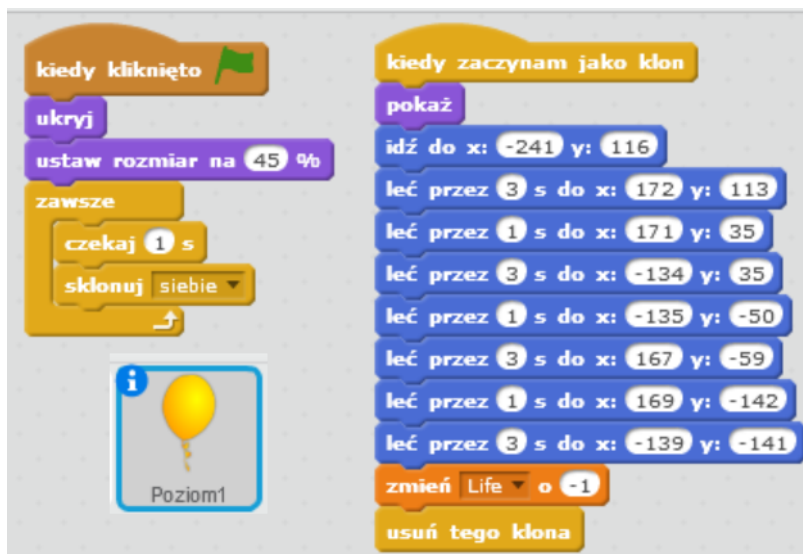 kiedy kliknięto
ukryj
ustaw rozmiar na 45 %
zawsze
czekaj 1 s
sklonuj siebie
i
Poziom1
kiedy zaczynam jako klon
pokaż
idź do x: -241 y: 116
leć przez 3 s do x: 172 y: 113
leć przez 1 s do x: 171 y: 35
leć przez 3 s do x: -134 y: 35
leć przez 1 s do x: -135 y: -50
leć przez 3 s do x: 167 y: -59
leć przez 1 s do x: 169 y: -142
leć przez 3 s do x: -139 y: -141
zmień Life o -1
usuń tego klona